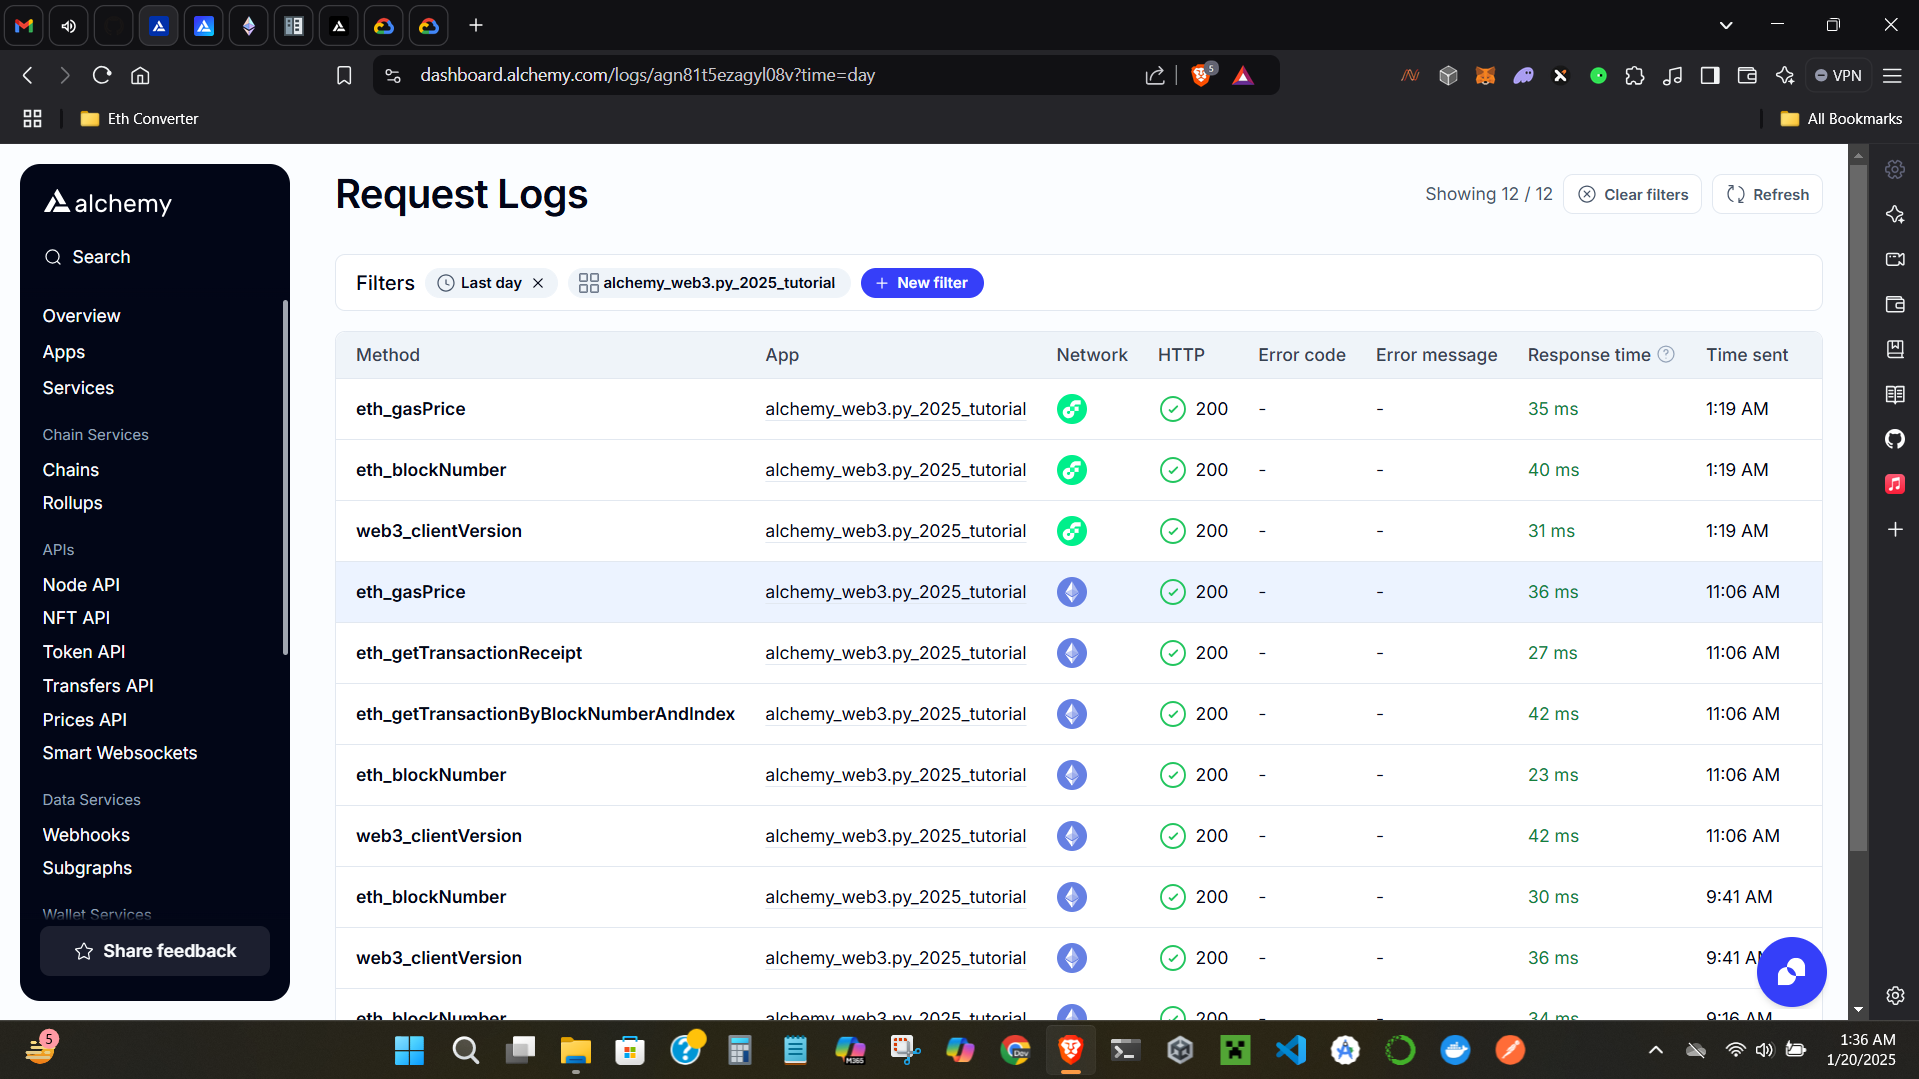 dashboard.alchemy.com/logs/agn81t5ezagyl08v?time=day
5
VPN
Eth Converter
All Bookmarks
alchemy
Search
Overview
Apps
Services
Chain Services
Chains
Rollups
APIs
Node API
NFT API
Token API
Transfers API
Prices API
Smart Websockets
Data Services
Webhooks
Subgraphs
Wallet Services
Share feedback
Request Logs
Showing 12 / 12
Clear filters
Refresh
Filters
Last day
alchemy_web3.py_2025_tutorial
+ New filter
Method App Network HTTP Error code Error message Response time ? Time sent
eth_gasPrice alchemy_web3.py_2025_tutorial 200 - - 35 ms 1:19 AM
eth_blockNumber alchemy_web3.py_2025_tutorial 200 - - 40 ms 1:19 AM
web3_clientVersion alchemy_web3.py_2025_tutorial 200 - - 31 ms 1:19 AM
eth_gasPrice alchemy_web3.py_2025_tutorial 200 - - 36 ms 11:06 AM
eth_getTransactionReceipt alchemy_web3.py_2025_tutorial 200 - - 27 ms 11:06 AM
eth_getTransactionByBlockNumberAndIndex alchemy_web3.py_2025_tutorial 200 - - 42 ms 11:06 AM
eth_blockNumber alchemy_web3.py_2025_tutorial 200 - - 23 ms 11:06 AM
web3_clientVersion alchemy_web3.py_2025_tutorial 200 - - 42 ms 11:06 AM
eth_blockNumber alchemy_web3.py_2025_tutorial 200 - - 30 ms 9:41 AM
web3_clientVersion alchemy_web3.py_2025_tutorial 200 - - 36 ms 9:41 AM
eth_blockNumber alchemy_web3.py_2025_tutorial 200 - - 34 ms 9:16 AM
5
M365
Dev
1:36 AM
1/20/2025